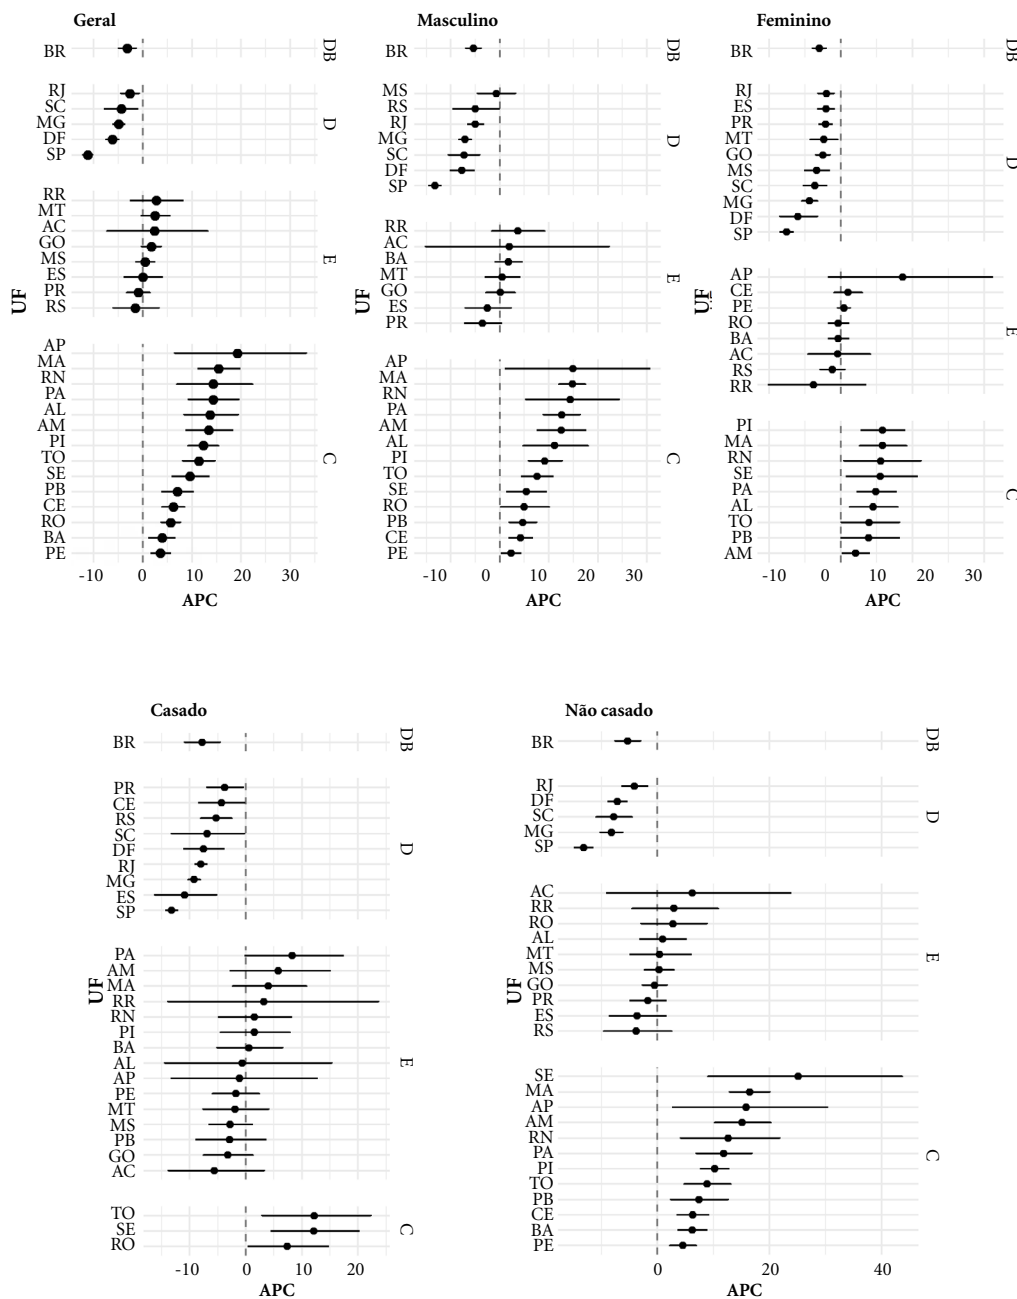 Geral
BR
DB
RJ
SC
MG
DF
SP
D
RR
MT
AC
GO
MS
ES
PR
RS
E
UF
AP
MA
RN
PA
AL
AM
PI
TO
SE
PB
CE
RO
BA
PE
C
-10 0 10 20 30
APC
Masculino
BR
DB
MS
RS
RJ
MG
SC
DF
SP
D
RR
AC
BA
MT
GO
ES
PR
E
UF
AP
MA
RN
PA
AM
AL
PI
TO
SE
RO
PB
CE
PE
C
-10 0 10 20 30
APC
Feminino
BR
DB
RJ
ES
PR
MT
GO
MS
SC
MG
DF
SP
D
AP
CE
PE
RO
BA
AC
RS
RR
E
UF
PI
MA
RN
SE
PA
AL
TO
PB
AM
C
-10 0 10 20 30
APC
Casado
BR
DB
PR
CE
RS
SC
DF
RJ
MG
ES
SP
D
PA
AM
MA
RR
RN
PI
BA
AL
AP
PE
MT
MS
PB
GO
AC
E
UF
TO
SE
RO
C
-10 0 10 20
APC
Não casado
BR
DB
RJ
DF
SC
MG
SP
D
AC
RR
RO
AL
MT
MS
GO
PR
ES
RS
E
UF
SE
MA
AP
AM
RN
PA
PI
TO
PB
CE
BA
PE
C
0 20 40
APC